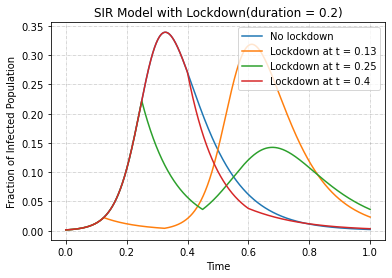 SIR Model with Lockdown(duration = 0.2)
No lockdown
Lockdown at t = 0.13
Lockdown at t = 0.25
Lockdown at t = 0.4
Fraction of Infected Population
0.35
0.30
0.25
0.20
0.15
0.10
0.05
0.00
0.0 0.2 0.4 0.6 0.8 1.0
Time